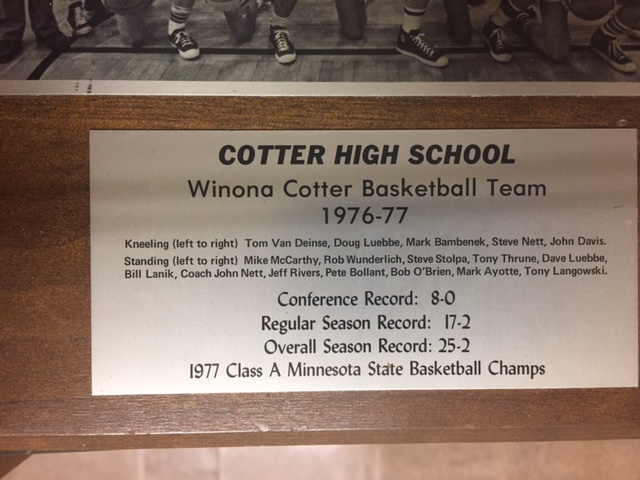 COTTER HIGH SCHOOL
Winona Cotter Basketball Team
1976-77
Kneeling (left to right) Tom Van Deinse, Doug Luebbe, Mark Bambenek, Steve Nett, John Davis.
Standing (left to right) Mike McCarthy, Rob Wunderlich, Steve Stolpa, Tony Thrune, Dave Luebbe,
Bill Lanik, Coach John Nett, Jeff Rivers, Pete Bollant, Bob O'Brien, Mark Ayotte, Tony Langowski.
Conference Record: 8-0
Regular Season Record: 17-2
Overall Season Record: 25-2
1977 Class A Minnesota State Basketball Champs